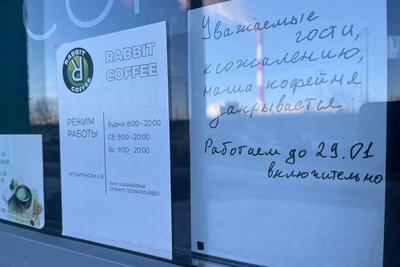 CO
RABBIT
COFFEE
RABBIT
COFFEE
РЕЖИМ
РАБОТЫ
Будни: 8:00 - 20:00
Сб: 9:00 - 20:00
Вс: 9:00 - 20:00
Уважаемые
гости,
к сожалению,
наша кофейня
закрывается
Работаем до 29.01
включительно